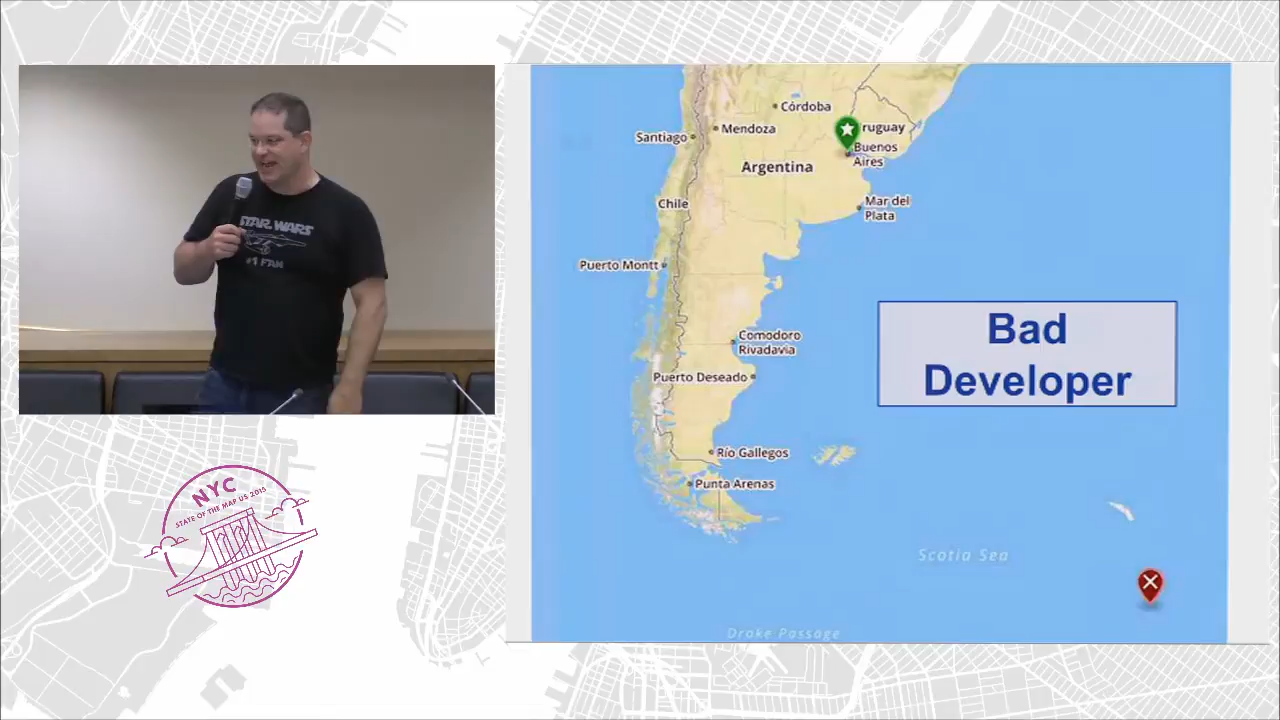 STAR WARS
#1 FAN
NYC
STATE OF THE MAP US 2015
Córdoba
Santiago
Mendoza
ruguay
Buenos
Aires
Argentina
Chile
Mar del
Plata
Puerto Montt
Bad
Developer
Comodoro
Rivadavia
Puerto Deseado
Río Gallegos
Punta Arenas
Scotia Sea
Drake Passage